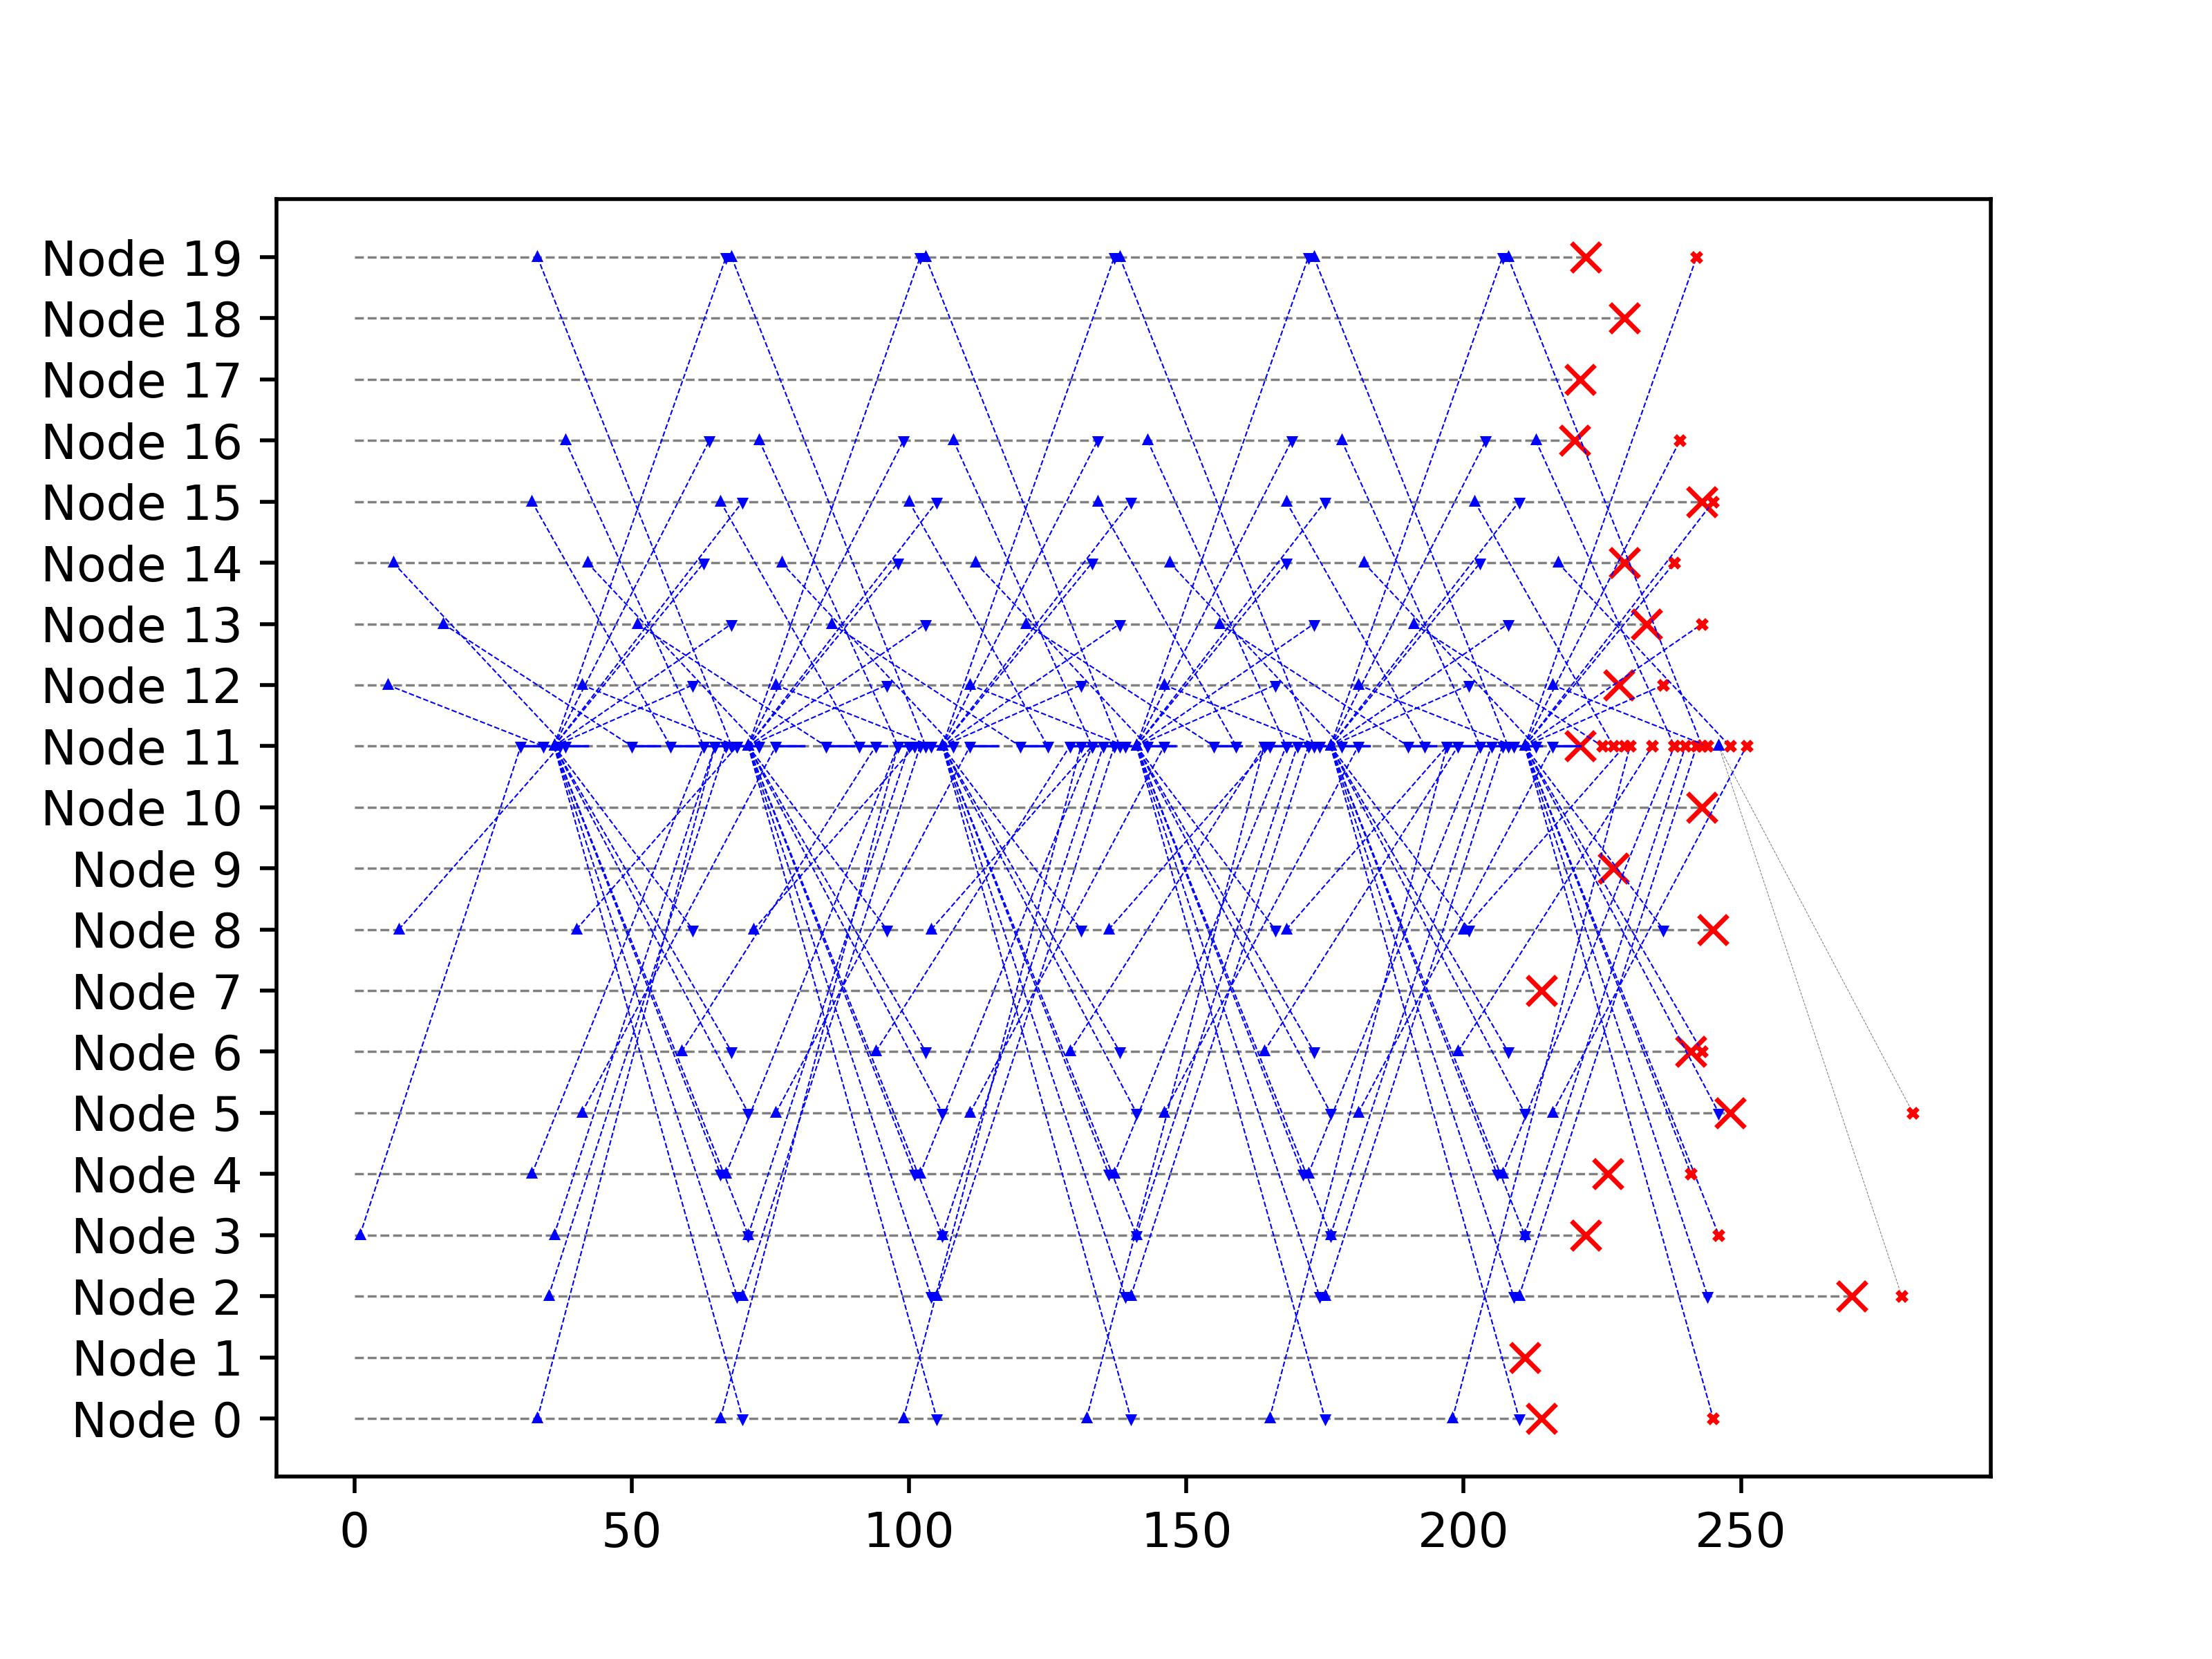 Node 19
Node 18
Node 17
Node 16
Node 15
Node 14
Node 13
Node 12
Node 11
Node 10
Node 9
Node 8
Node 7
Node 6
Node 5
Node 4
Node 3
Node 2
Node 1
Node 0
0 50 100 150 200 250